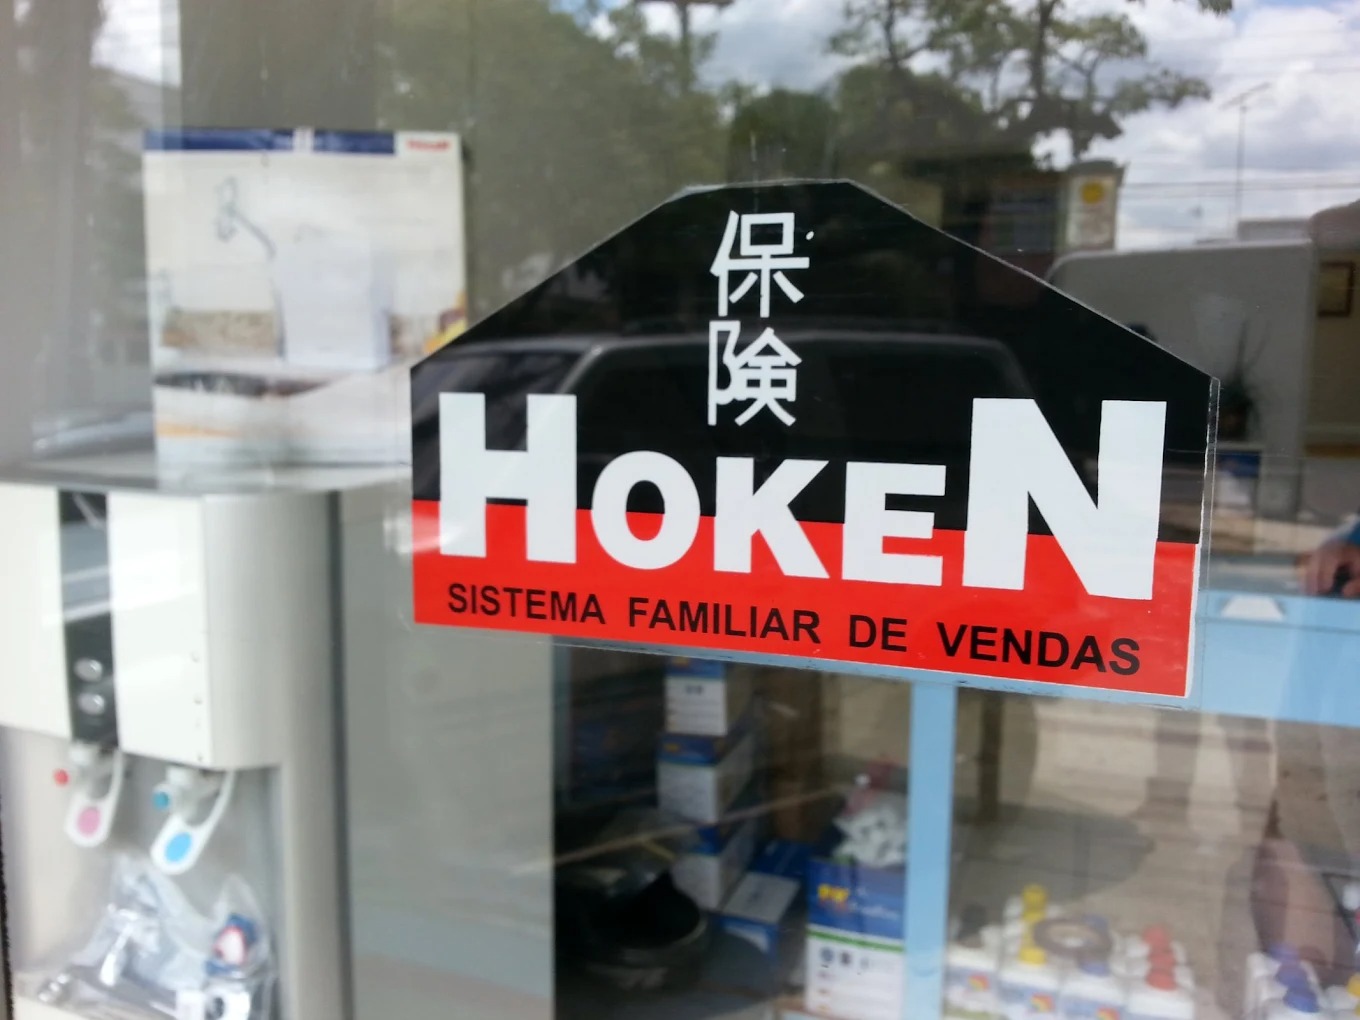 保
険
HOKEN
SISTEMA FAMILIAR DE VENDAS